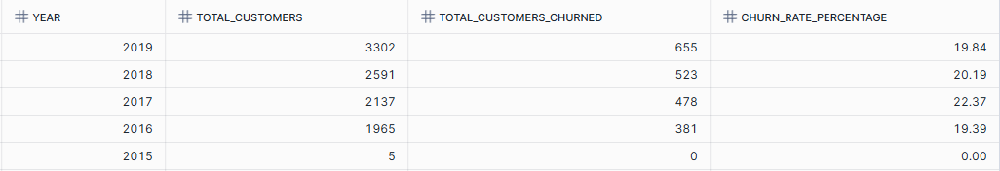 YEAR TOTAL_CUSTOMERS TOTAL_CUSTOMERS_CHURNED CHURN_RATE_PERCENTAGE
2019 3302 655 19.84
2018 2591 523 20.19
2017 2137 478 22.37
2016 1965 381 19.39
2015 5 0 0.00